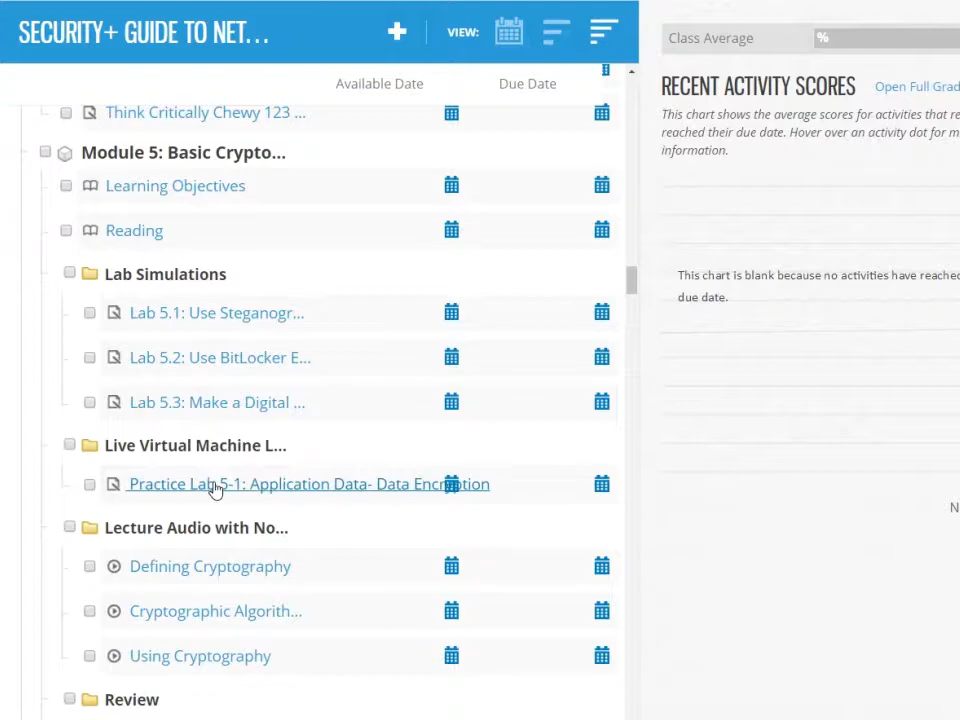 SECURITY+ GUIDE TO NET...
VIEW:
Available Date
Due Date
Think Critically Chewy 123 ...
Module 5: Basic Crypto...
Learning Objectives
Reading
Lab Simulations
Lab 5.1: Use Steganogr...
Lab 5.2: Use BitLocker E...
Lab 5.3: Make a Digital ...
Live Virtual Machine L...
Practice Lab 5-1: Application Data- Data Encryption
Lecture Audio with No...
Defining Cryptography
Cryptographic Algorith...
Using Cryptography
Review
Class Average
%
RECENT ACTIVITY SCORES
Open Full Grad
This chart shows the average scores for activities that re
reached their due date. Hover over an activity dot for m
information.
This chart is blank because no activities have reached
due date.
N